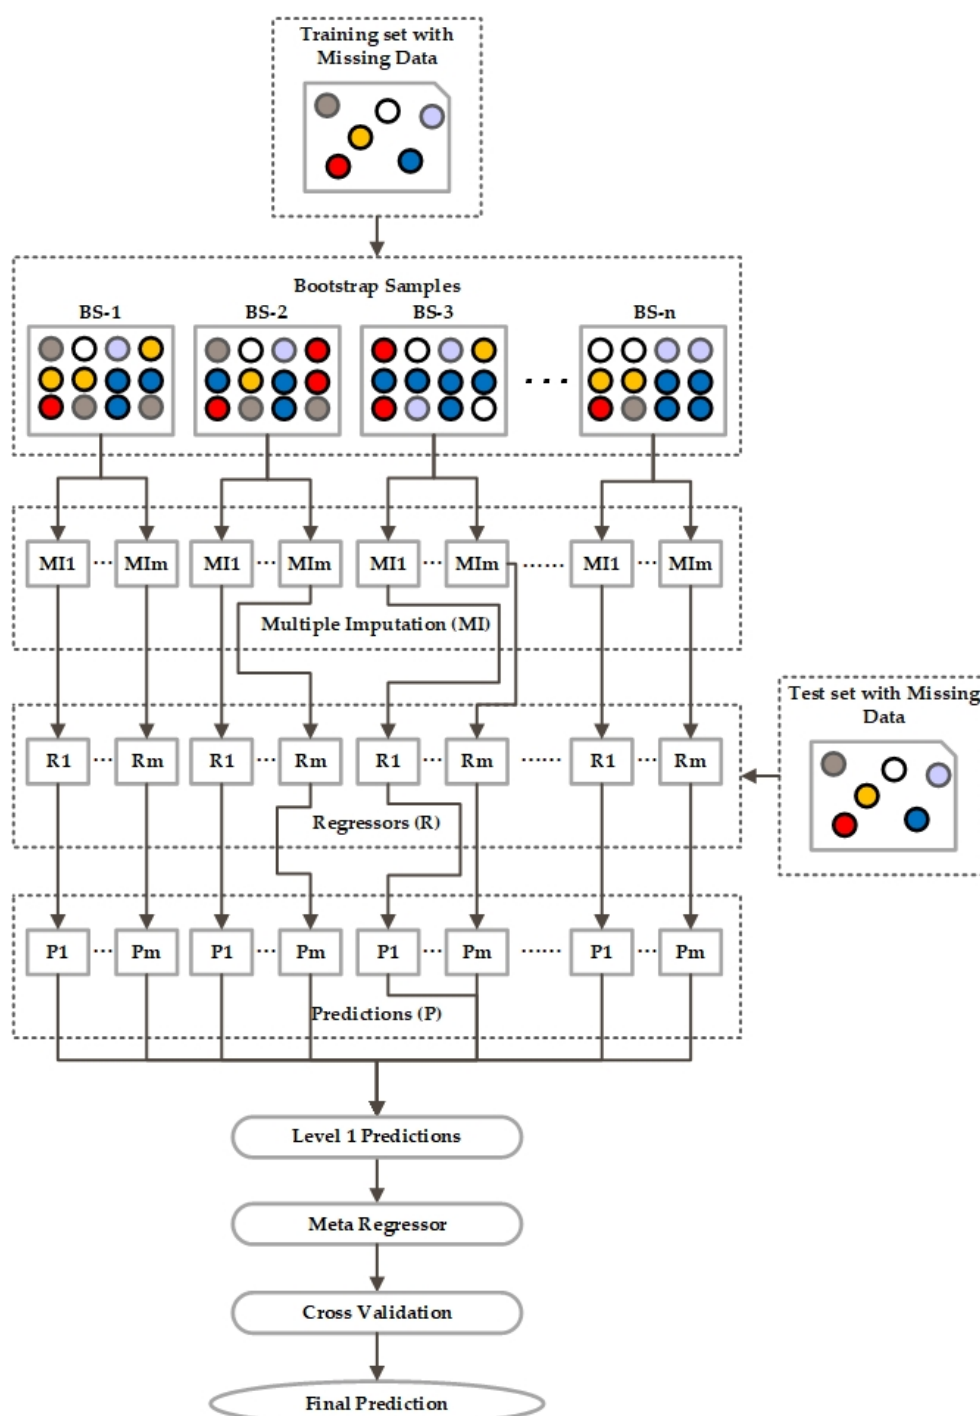 Training set with
Missing Data
Bootstrap Samples
BS-1 BS-2 BS-3 BS-n
...
MI1 ... MIm MI1 ... MIm MI1 ... MIm ...... MI1 ... MIm
Multiple Imputation (MI)
Test set with Missing
Data
R1 ... Rm R1 ... Rm R1 ... Rm ...... R1 ... Rm
Regressors (R)
P1 ... Pm P1 ... Pm P1 ... Pm ...... P1 ... Pm
Predictions (P)
Level 1 Predictions
Meta Regressor
Cross Validation
Final Prediction